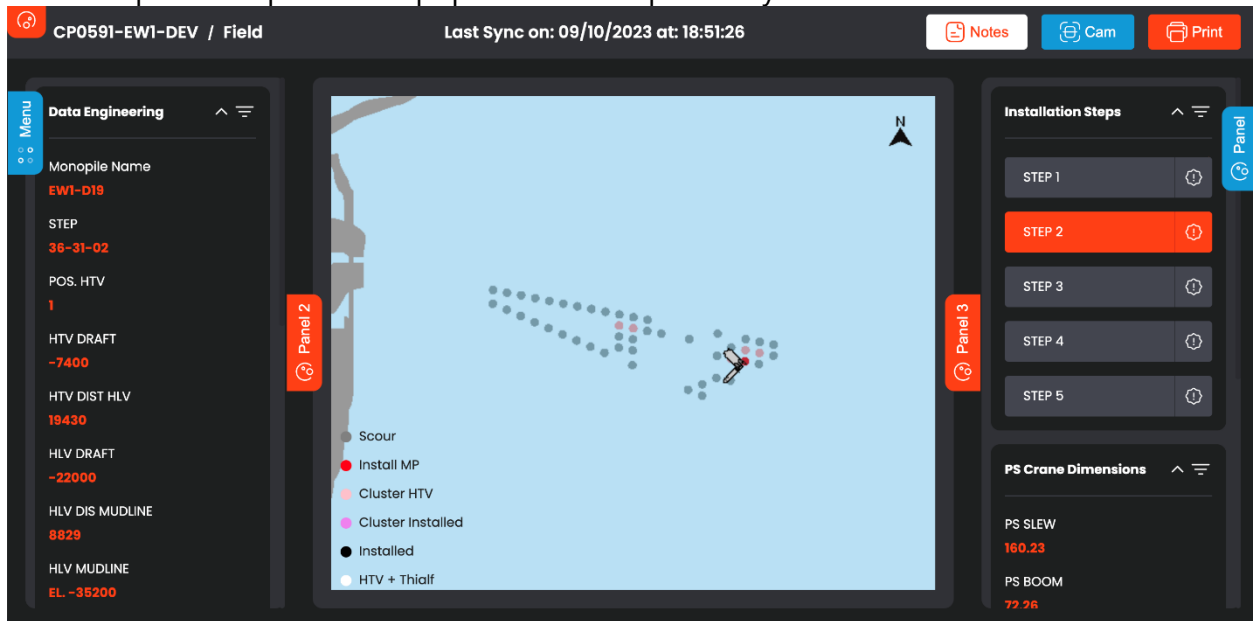 CP0591-EW1-DEV / Field
Last Sync on: 09/10/2023 at: 18:51:26
Notes
Cam
Print
Menu
Data Engineering
Monopile Name
EW1-D19
STEP
36-31-02
POS. HTV
1
HTV DRAFT
-7400
HTV DIST HLV
19430
HLV DRAFT
-22000
HLV DIS MUDLINE
8829
HLV MUDLINE
EL. -35200
Panel 2
N
Scour
Install MP
Cluster HTV
Cluster Installed
Installed
HTV + Thialf
Panel 3
Installation Steps
STEP 1
STEP 2
STEP 3
STEP 4
STEP 5
Panel
PS Crane Dimensions
PS SLEW
160.23
PS BOOM
72.26